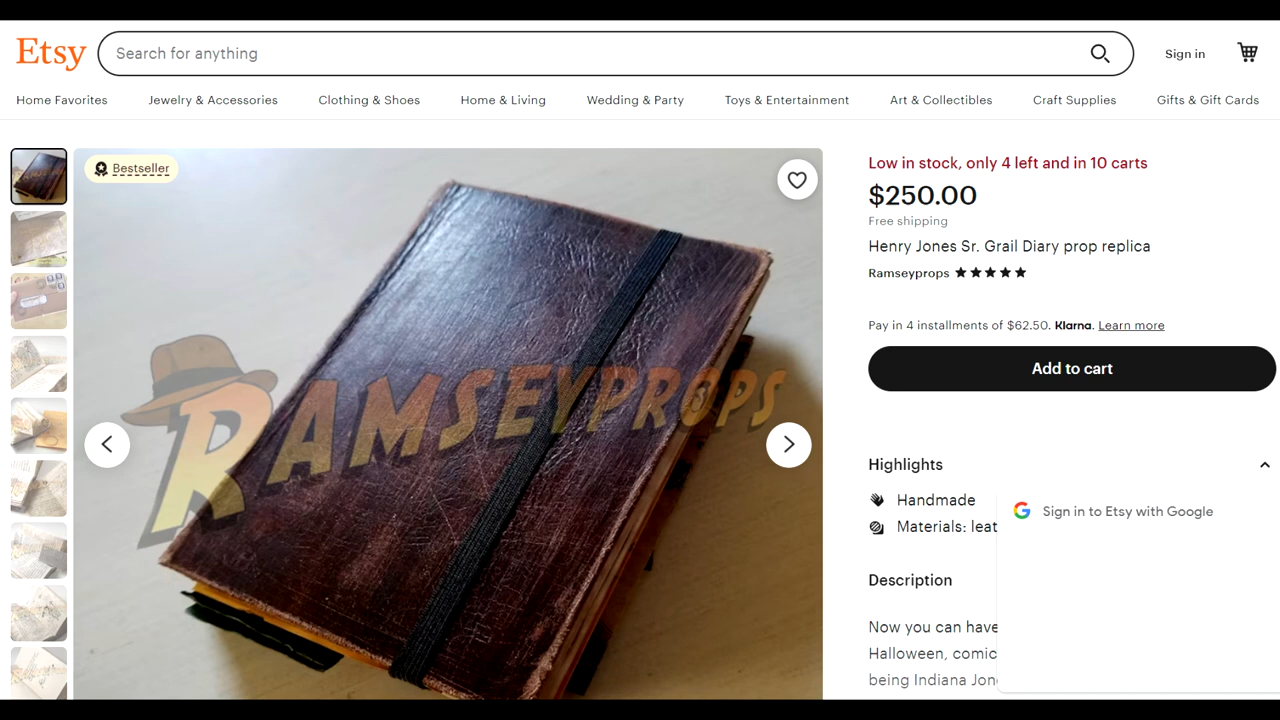 Etsy
Search for anything
Sign in
Home Favorites
Jewelry & Accessories
Clothing & Shoes
Home & Living
Wedding & Party
Toys & Entertainment
Art & Collectibles
Craft Supplies
Gifts & Gift Cards
Bestseller
RAMSEYPROPS
Low in stock, only 4 left and in 10 carts
$250.00
Free shipping
Henry Jones Sr. Grail Diary prop replica
Ramseyprops
Pay in 4 installments of $62.50. Klarna. Learn more
Add to cart
Highlights
Handmade
Materials: leat
Sign in to Etsy with Google
Description
Now you can have
Halloween, comic
being Indiana Jon